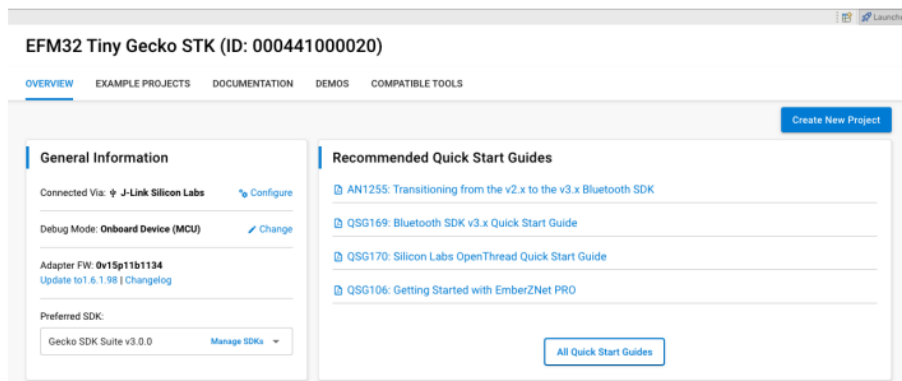 Launche
EFM32 Tiny Gecko STK (ID: 000441000020)
OVERVIEW EXAMPLE PROJECTS DOCUMENTATION DEMOS COMPATIBLE TOOLS
Create New Project
General Information
Connected Via: J-Link Silicon Labs Configure
Debug Mode: Onboard Device (MCU) Change
Adapter FW: 0v15p11b1134
Update to1.6.1.98 | Changelog
Preferred SDK:
Gecko SDK Suite v3.0.0 Manage SDKs
Recommended Quick Start Guides
AN1255: Transitioning from the v2.x to the v3.x Bluetooth SDK
QSG169: Bluetooth SDK v3.x Quick Start Guide
QSG170: Silicon Labs OpenThread Quick Start Guide
QSG106: Getting Started with EmberZNet PRO
All Quick Start Guides